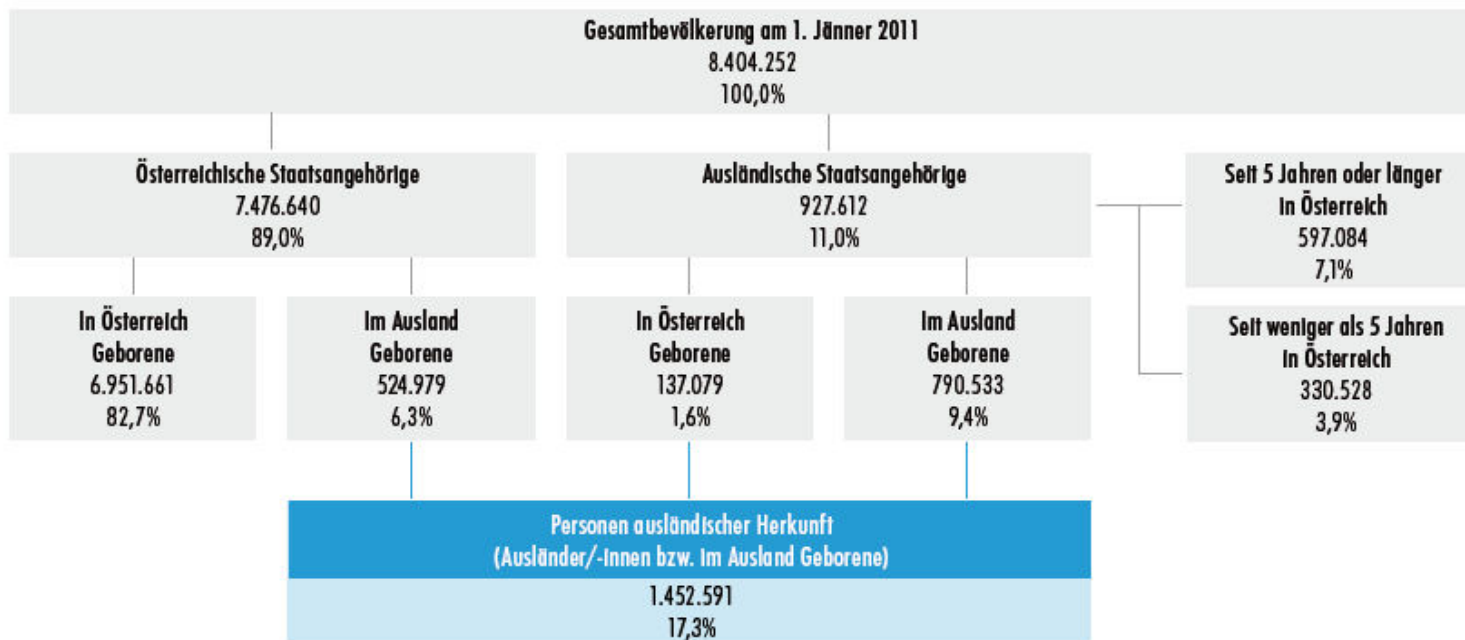 Gesamtbevölkerung am 1. Jänner 2011
8.404.252
100,0%
Österreichische Staatsangehörige
7.476.640
89,0%
Ausländische Staatsangehörige
927.612
11,0%
Seit 5 Jahren oder länger
in Österreich
597.084
7,1%
In Österreich
Geborene
6.951.661
82,7%
Im Ausland
Geborene
524.979
6,3%
In Österreich
Geborene
137.079
1,6%
Im Ausland
Geborene
790.533
9,4%
Seit weniger als 5 Jahren
in Österreich
330.528
3,9%
Personen ausländischer Herkunft
(Ausländer/-innen bzw. im Ausland Geborene)
1.452.591
17,3%